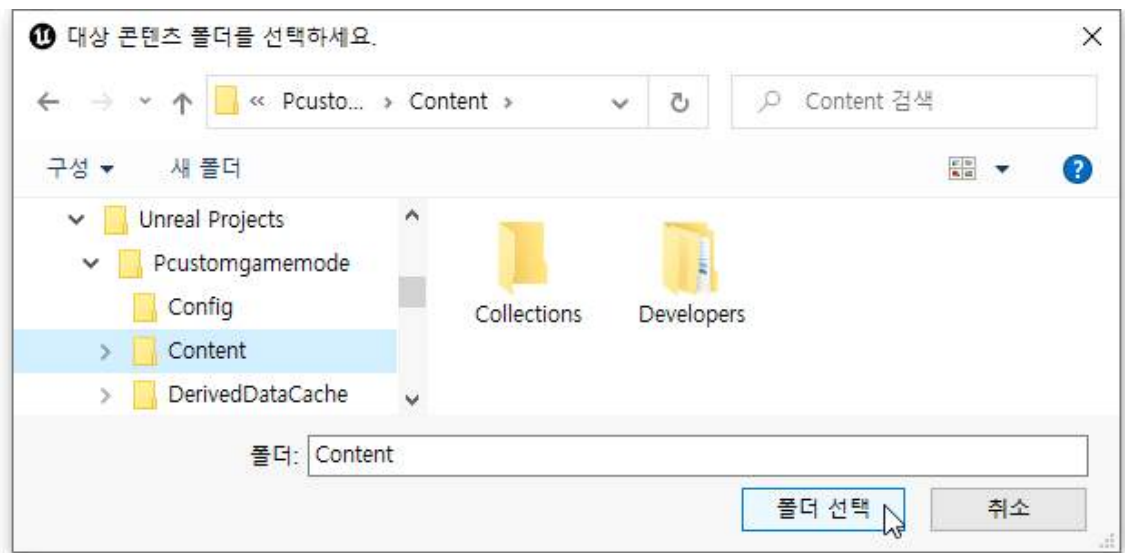 대상 콘텐츠 폴더를 선택하세요.
« Pcusto... › Content ›
Content 검색
구성
새 폴더
Unreal Projects
Pcustomgamemode
Config
Content
DerivedDataCache
Collections
Developers
폴더: Content
폴더 선택
취소